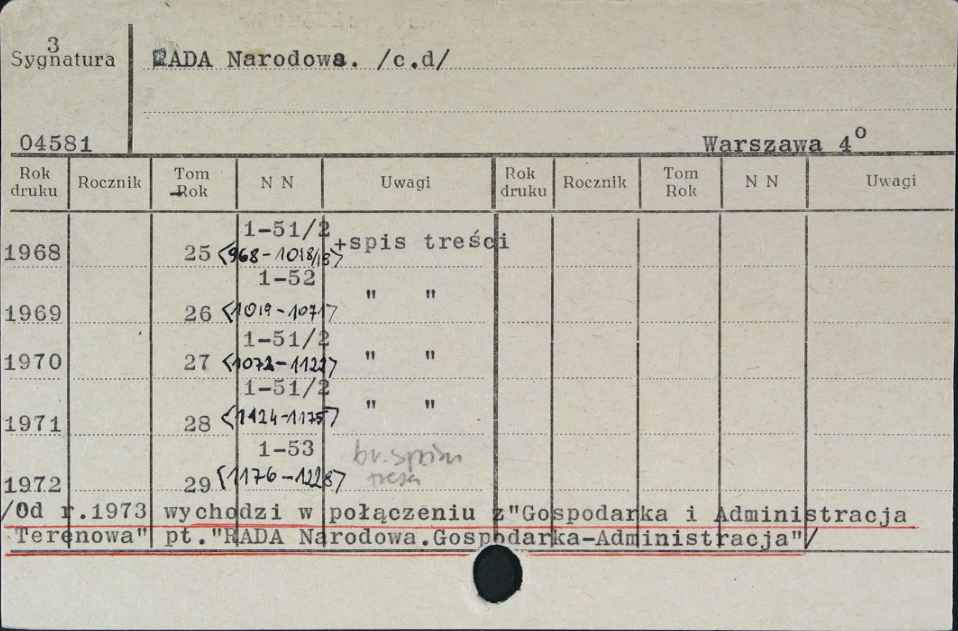 3
Sygnatura RADA Narodowa. /c.d/
04581 Warszawa 4°
Rok druku Rocznik Tom Rok N N Uwagi Rok druku Rocznik Tom Rok N N Uwagi
1-51/2
1968 25 <968-1018/18> +spis treści
1-52
1969 26 <1019-1071> " "
1-51/2
1970 27 <1072-1122> " "
1-51/2
1971 28 <1124-1175> " "
1-53
1972 29 <1176-1228> br. spisu
treści
/Od r.1973 wychodzi w połączeniu z"Gospodarka i Administracja
Terenowa" pt."RADA Narodowa.Gospodarka-Administracja"/